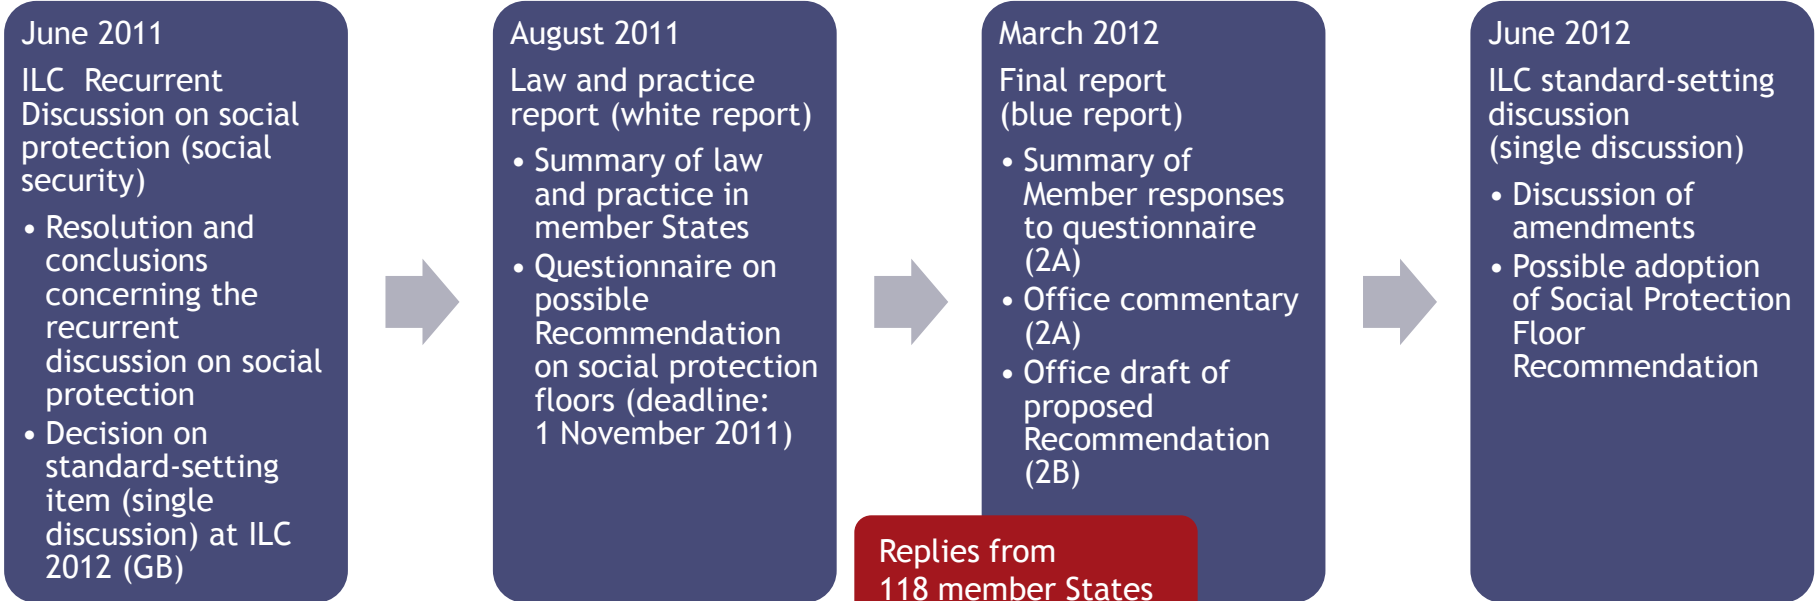 June 2011
ILC Recurrent
Discussion on social
protection (social
security)
• Resolution and
conclusions
concerning the
recurrent
discussion on social
protection
• Decision on
standard-setting
item (single
discussion) at ILC
2012 (GB)
August 2011
Law and practice
report (white report)
• Summary of law
and practice in
member States
• Questionnaire on
possible
Recommendation
on social protection
floors (deadline:
1 November 2011)
March 2012
Final report
(blue report)
• Summary of
Member responses
to questionnaire
(2A)
• Office commentary
(2A)
• Office draft of
proposed
Recommendation
(2B)
Replies from
118 member States
June 2012
ILC standard-setting
discussion
(single discussion)
• Discussion of
amendments
• Possible adoption
of Social Protection
Floor
Recommendation